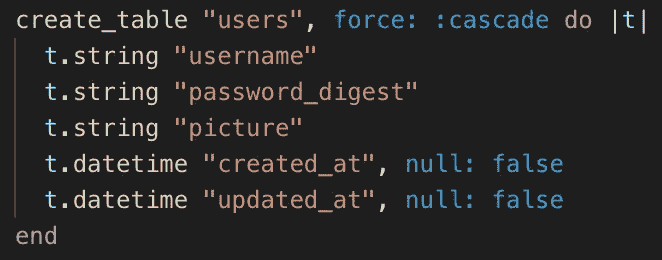 create_table "users", force: :cascade do |t|
  t.string "username"
  t.string "password_digest"
  t.string "picture"
  t.datetime "created_at", null: false
  t.datetime "updated_at", null: false
end